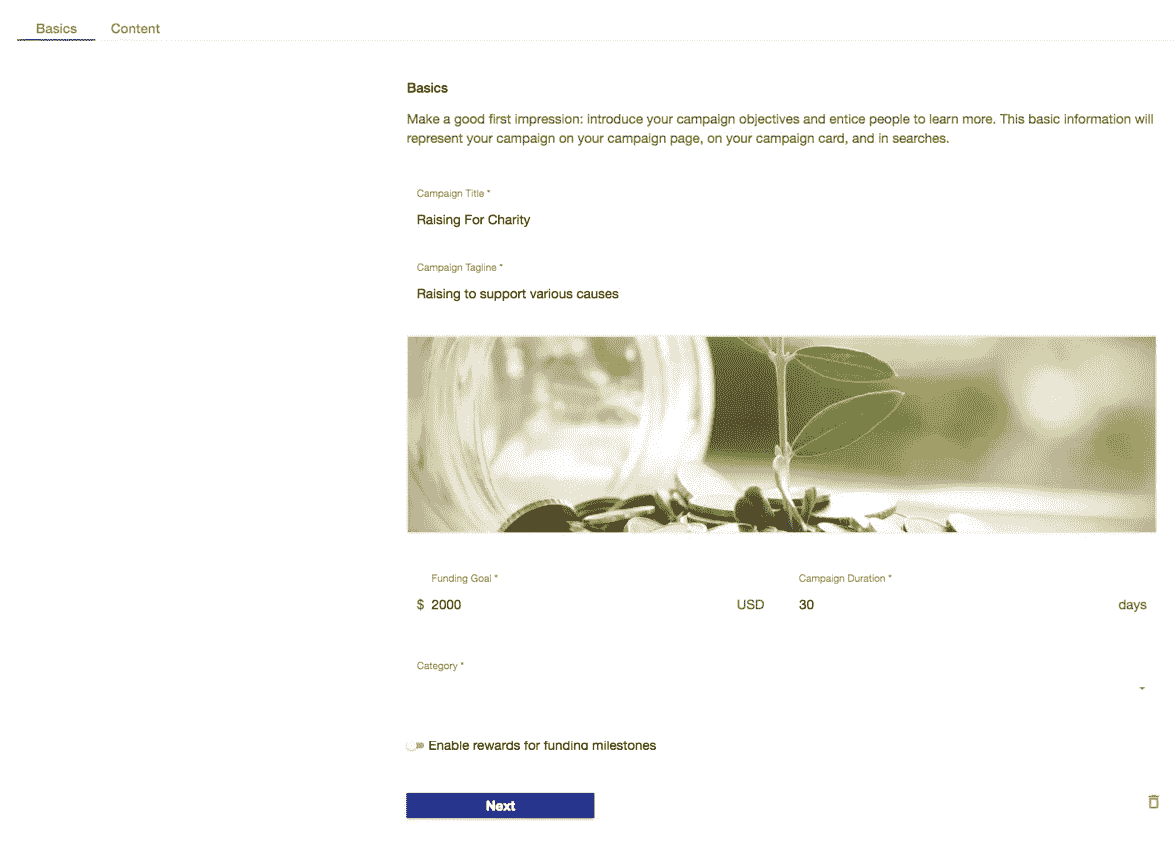 Basics Content
Basics
Make a good first impression: introduce your campaign objectives and entice people to learn more. This basic information will
represent your campaign on your campaign page, on your campaign card, and in searches.
Campaign Title *
Raising For Charity
Campaign Tagline *
Raising to support various causes
Funding Goal * Campaign Duration *
$ 2000 USD 30 days
Category *
Enable rewards for funding milestones
Next